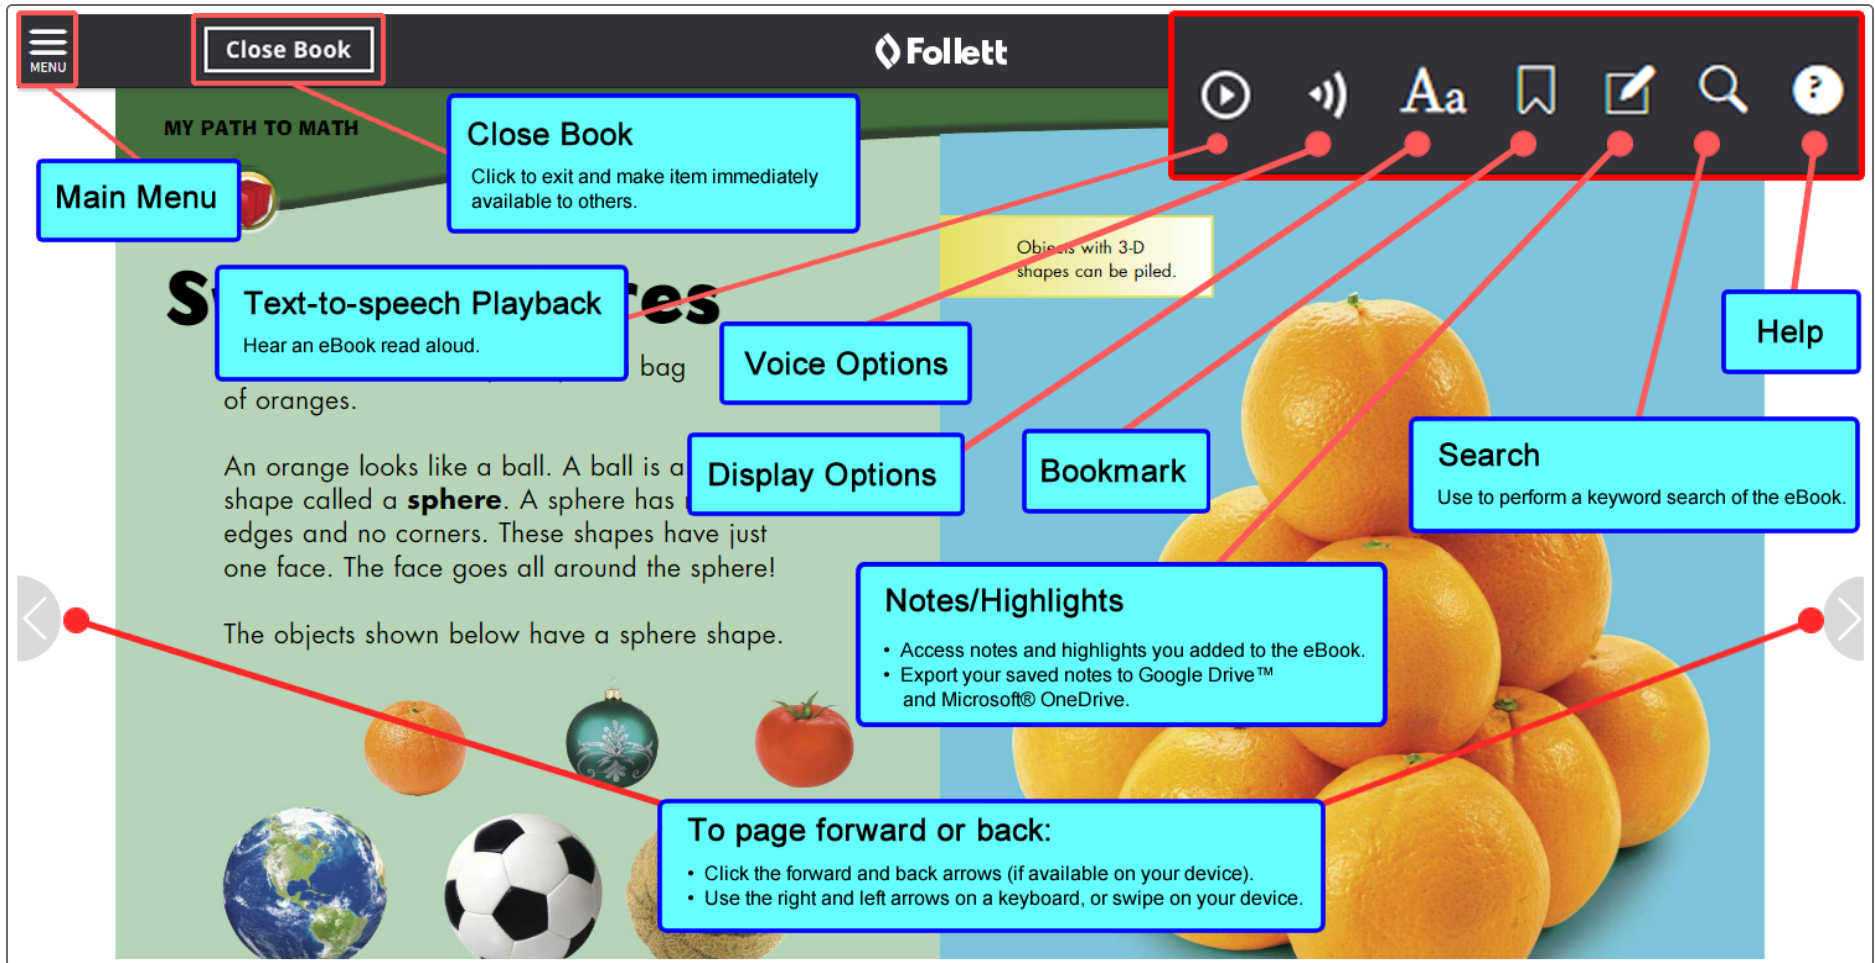 MENU
Close Book
Follett
Aa
?
MY PATH TO MATH
Close Book
Click to exit and make item immediately
available to others.
Main Menu
Objects with 3-D
shapes can be piled.
Text-to-speech Playback
Hear an eBook read aloud.
Voice Options
Help
bag
of oranges.
An orange looks like a ball. A ball is a
shape called a sphere. A sphere has
edges and no corners. These shapes have just
one face. The face goes all around the sphere!
The objects shown below have a sphere shape.
Display Options
Bookmark
Search
Use to perform a keyword search of the eBook.
Notes/Highlights
• Access notes and highlights you added to the eBook.
• Export your saved notes to Google Drive™
and Microsoft® OneDrive.
To page forward or back:
• Click the forward and back arrows (if available on your device).
• Use the right and left arrows on a keyboard, or swipe on your device.